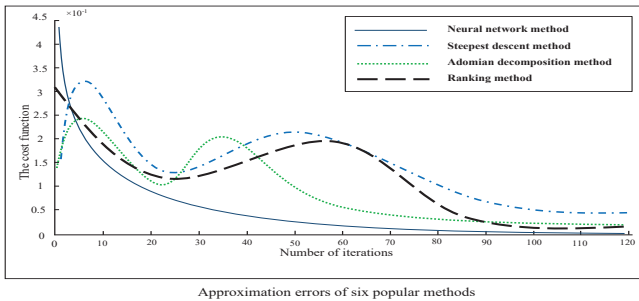 ×10⁻¹
4.5
4
3.5
3
2.5
2
1.5
1
0.5
0
The cost function
0 10 20 30 40 50 60 70 80 90 100 110 120
Number of iterations
Neural network method
Steepest descent method
Adomian decomposition method
Ranking method
Approximation errors of six popular methods